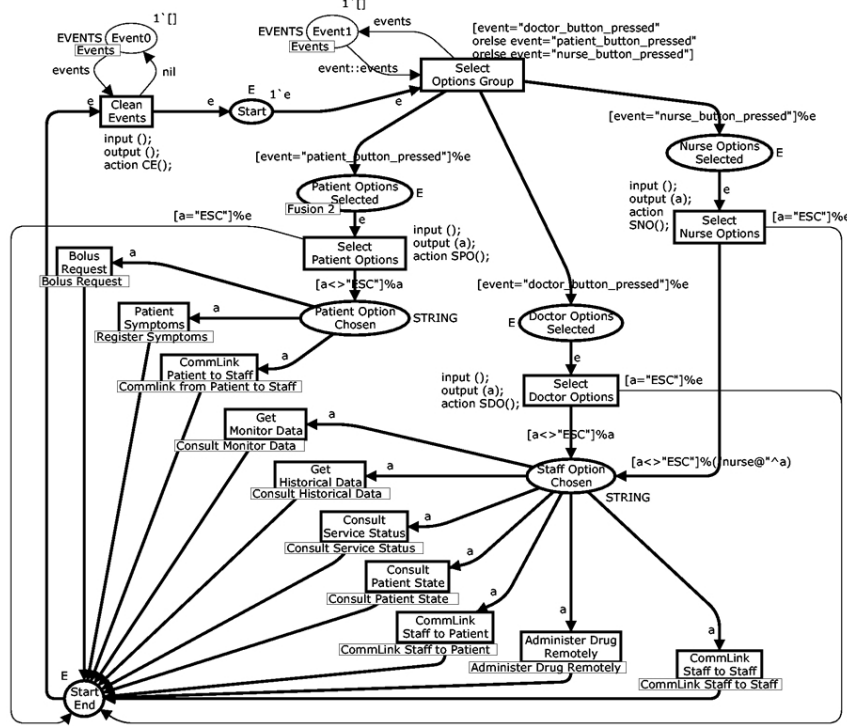 1`[]
1`[]
EVENTS
Event0
Events
events
nil
EVENTS
Event1
Events
events
event::events
[event="doctor_button_pressed"
orelse event="patient_button_pressed"
orelse event="nurse_button_pressed"]
Select
Options Group
e
Clean
Events
e
E
Start
1`e
e
input ();
output ();
action CE();
[event="nurse_button_pressed"]%e
Nurse Options
Selected
E
[event="patient_button_pressed"]%e
Patient Options
Selected
Fusion 2
E
e
e
input ();
output (a);
action
SNO();
Select
Nurse Options
[a="ESC"]%e
[a="ESC"]%e
Select
Patient Options
input ();
output (a);
action SPO();
Bolus
Request
Bolus Request
a
[a<>"ESC"]%a
[event="doctor_button_pressed"]%e
Patient
Symptoms
Register Symptoms
a
Patient Option
Chosen
STRING
E
Doctor Options
Selected
e
CommLink
Patient to Staff
Commlink from Patient to Staff
a
input ();
output (a);
action SDO();
Select
Doctor Options
[a="ESC"]%e
Get
Monitor Data
Consult Monitor Data
a
[a<>"ESC"]%a
[a<>"ESC"]%("nurse@"^a)
Get
Historical Data
Consult Historical Data
a
Staff Option
Chosen
STRING
Consult
Service Status
Consult Service Status
a
Consult
Patient State
Consult Patient State
a
CommLink
Staff to Patient
CommLink Staff to Patient
a
a
Administer Drug
Remotely
Administer Drug Remotely
a
CommLink
Staff to Staff
CommLink Staff to Staff
E
Start
End